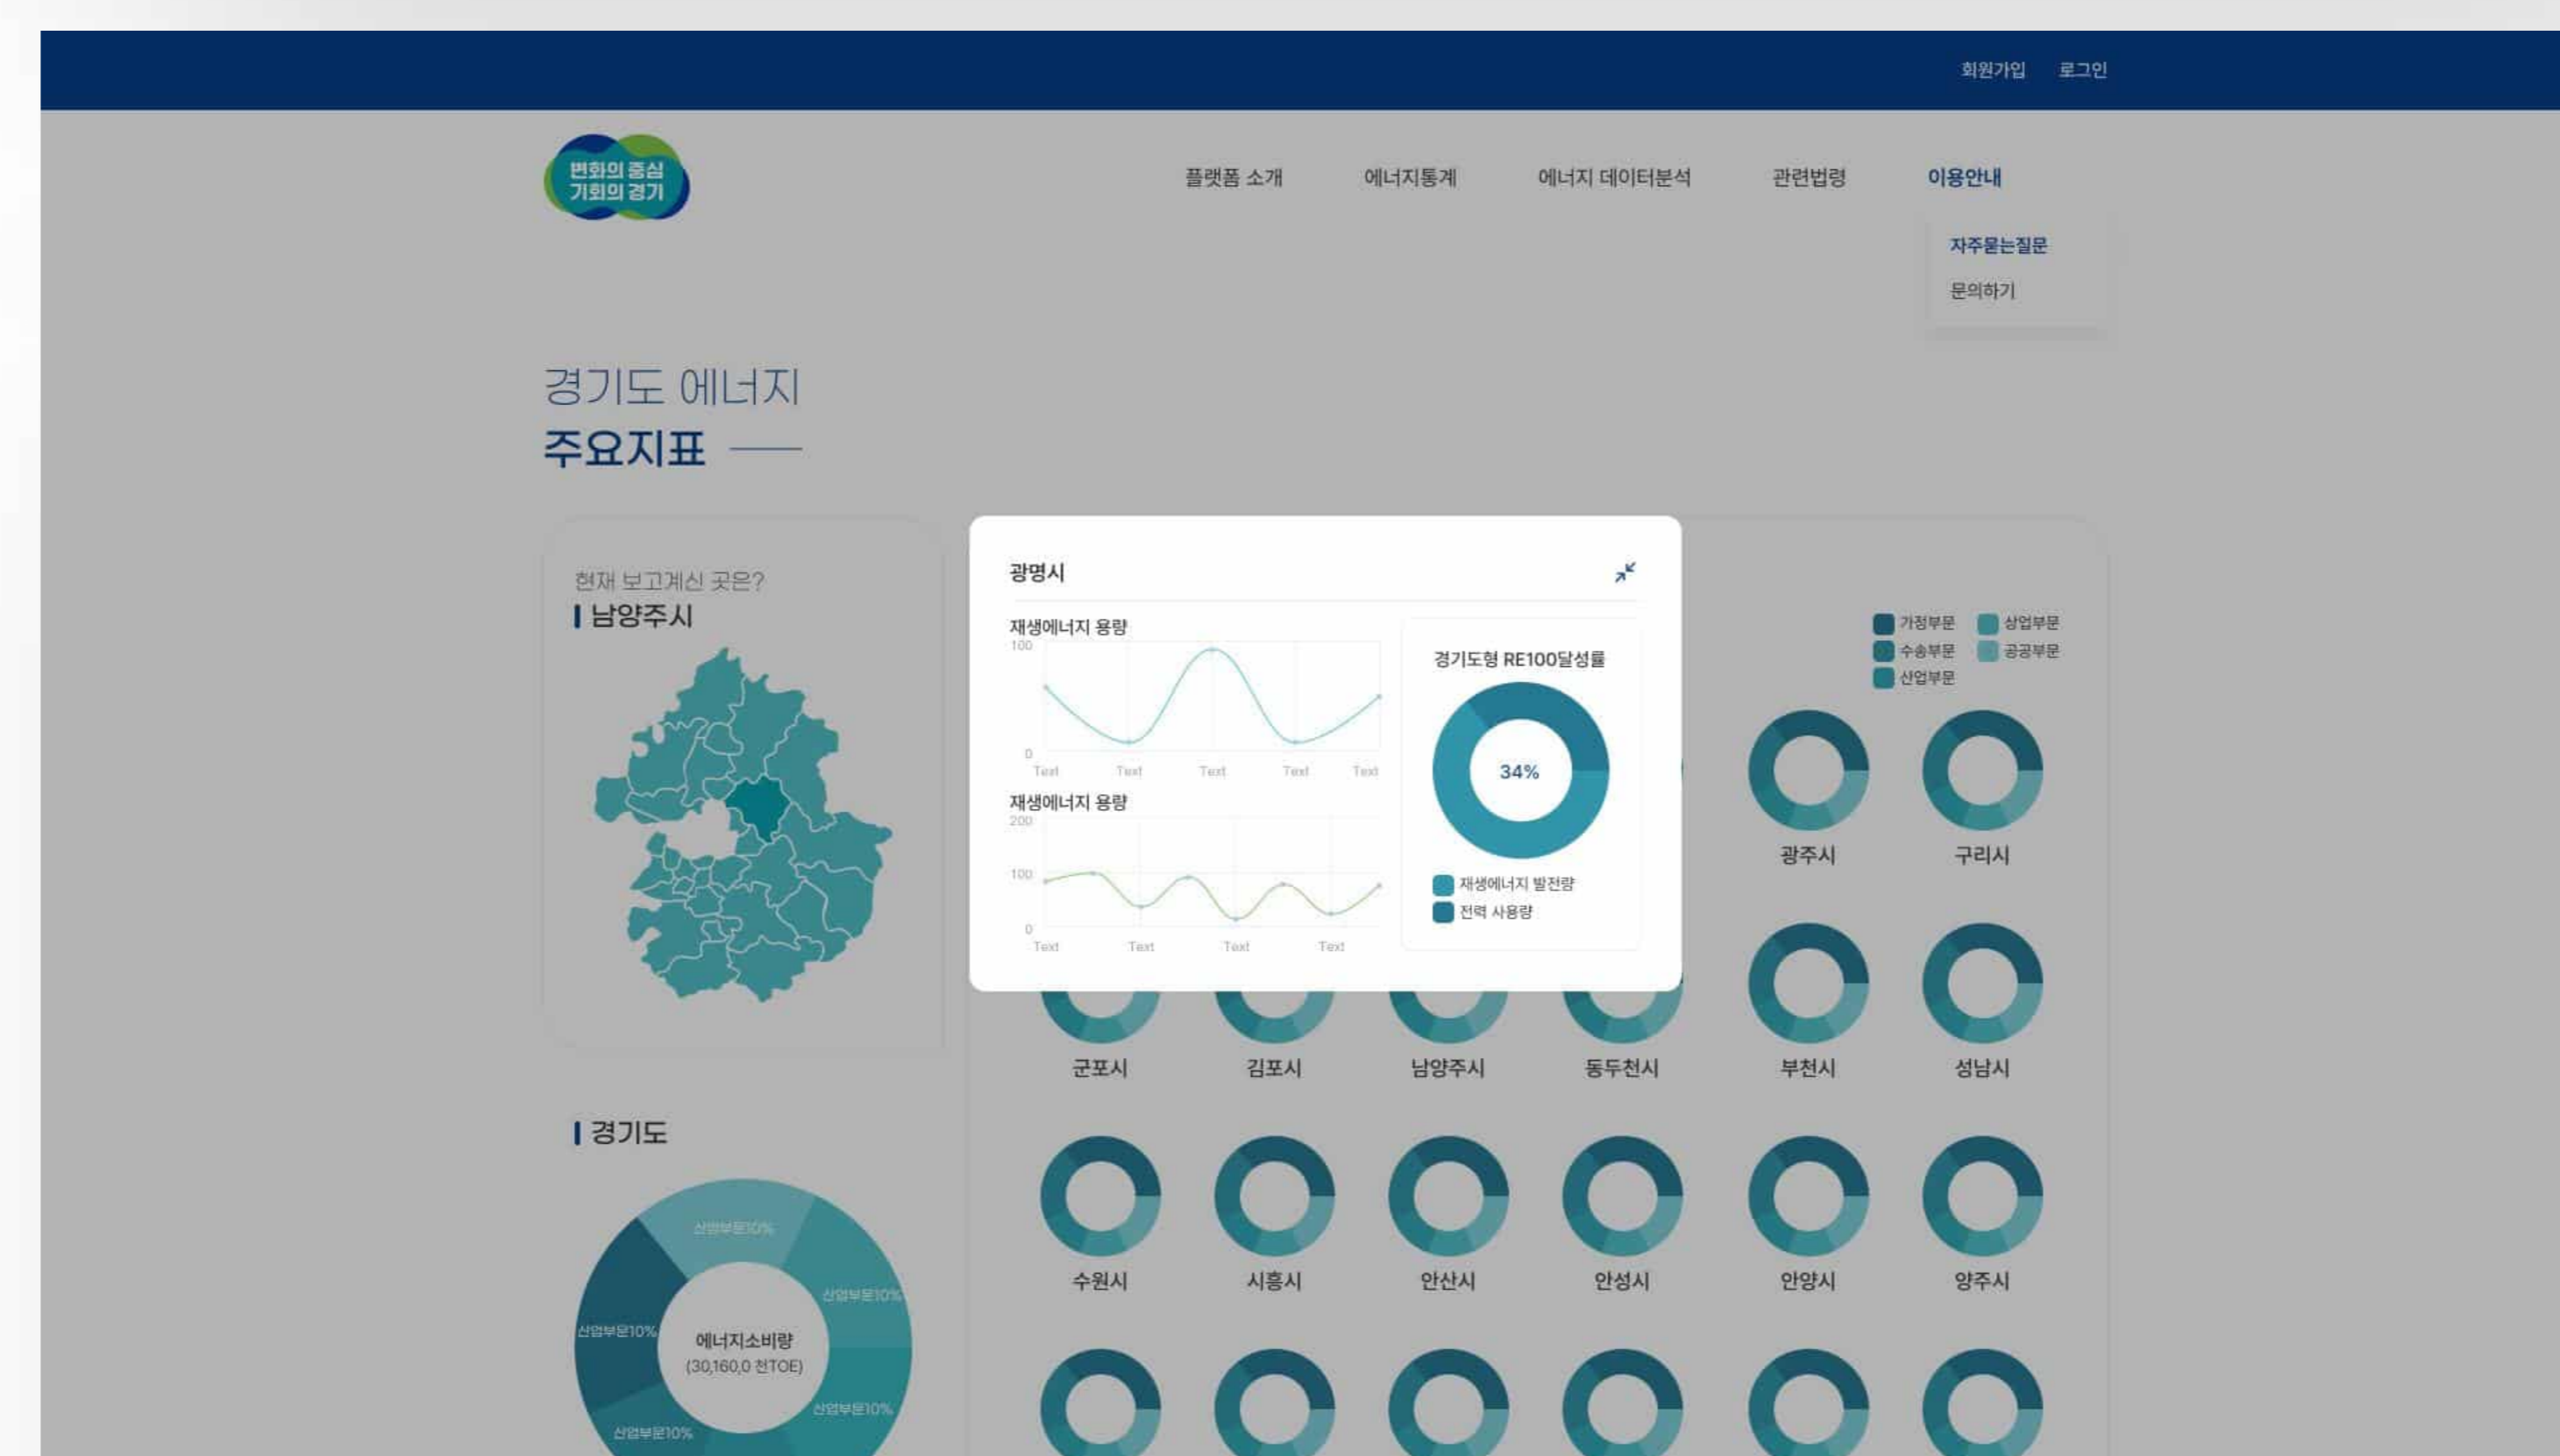 회원가입 로그인
변화의 중심
기회의 경기
플랫폼 소개 에너지통계 에너지 데이터분석 관련법령 이용안내
자주묻는질문
문의하기
경기도 에너지
주요지표
현재 보고계신 곳은?
남양주시
광명시
재생에너지 용량
100
0
Text Text Text Text Text
재생에너지 용량
200
100
0
Text Text Text Text
경기도형 RE100달성률
34%
재생에너지 발전량
전력 사용량
가정부문 상업부문
수송부문 공공부문
산업부문
광주시 구리시
군포시 김포시 남양주시 동두천시 부천시 성남시
수원시 시흥시 안산시 안성시 안양시 양주시
경기도
산업부문10%
산업부문10%
산업부문10%
에너지소비량
(30,160,0 천TOE)
산업부문10%
산업부문10%